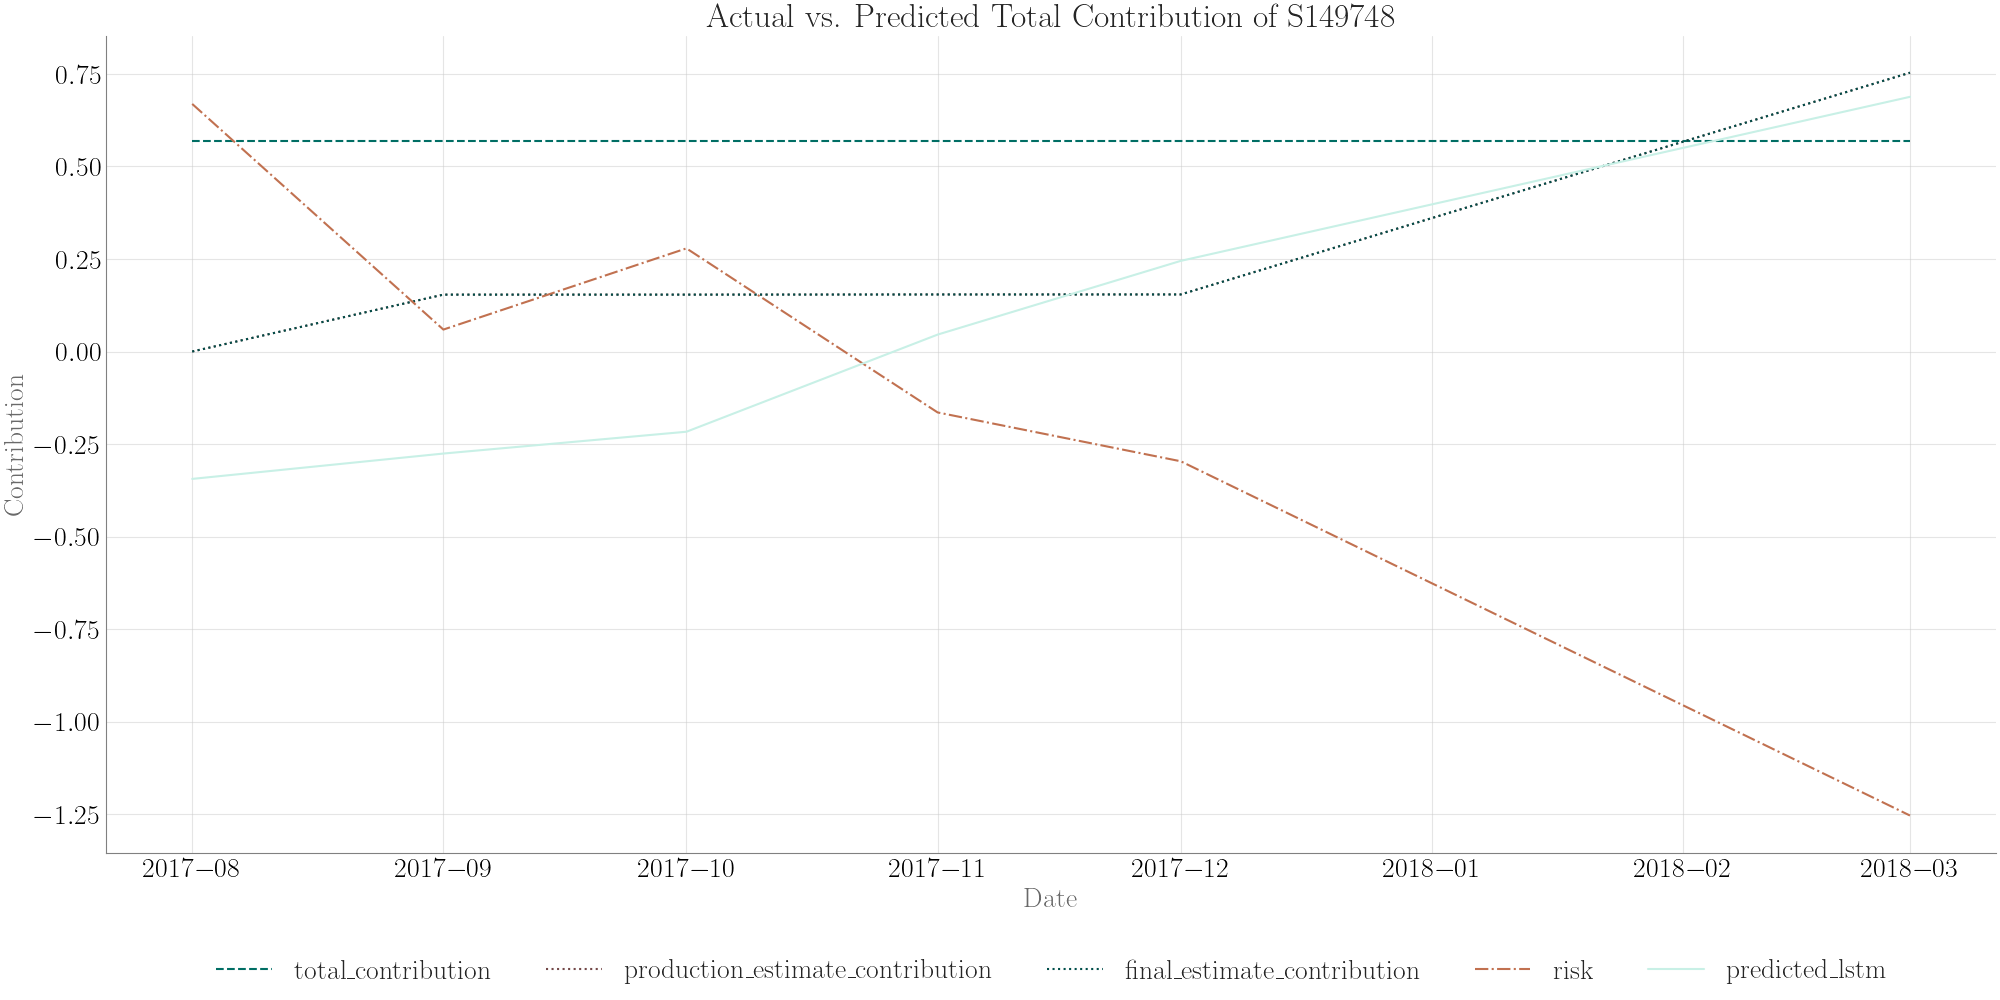 Actual vs. Predicted Total Contribution of S149748
0.75
0.50
0.25
0.00
−0.25
−0.50
−0.75
−1.00
−1.25
Contribution
2017−08 2017−09 2017−10 2017−11 2017−12 2018−01 2018−02 2018−03
Date
total_contribution production_estimate_contribution final_estimate_contribution risk predicted_lstm